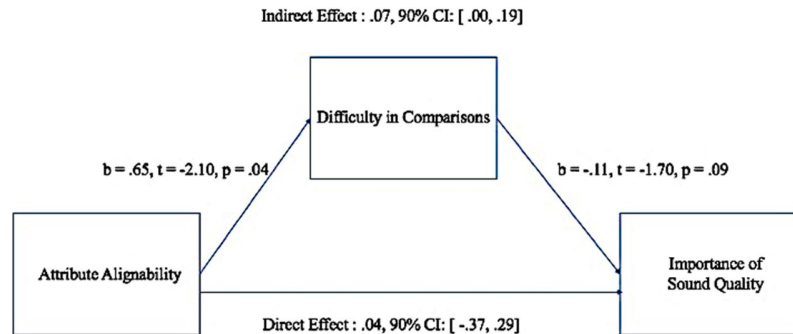 Indirect Effect : .07, 90% CI: [ .00, .19]
Difficulty in Comparisons
b = .65, t = -2.10, p = .04
b = -.11, t = -1.70, p = .09
Attribute Alignability
Importance of
Sound Quality
Direct Effect : .04, 90% CI: [ -.37, .29]